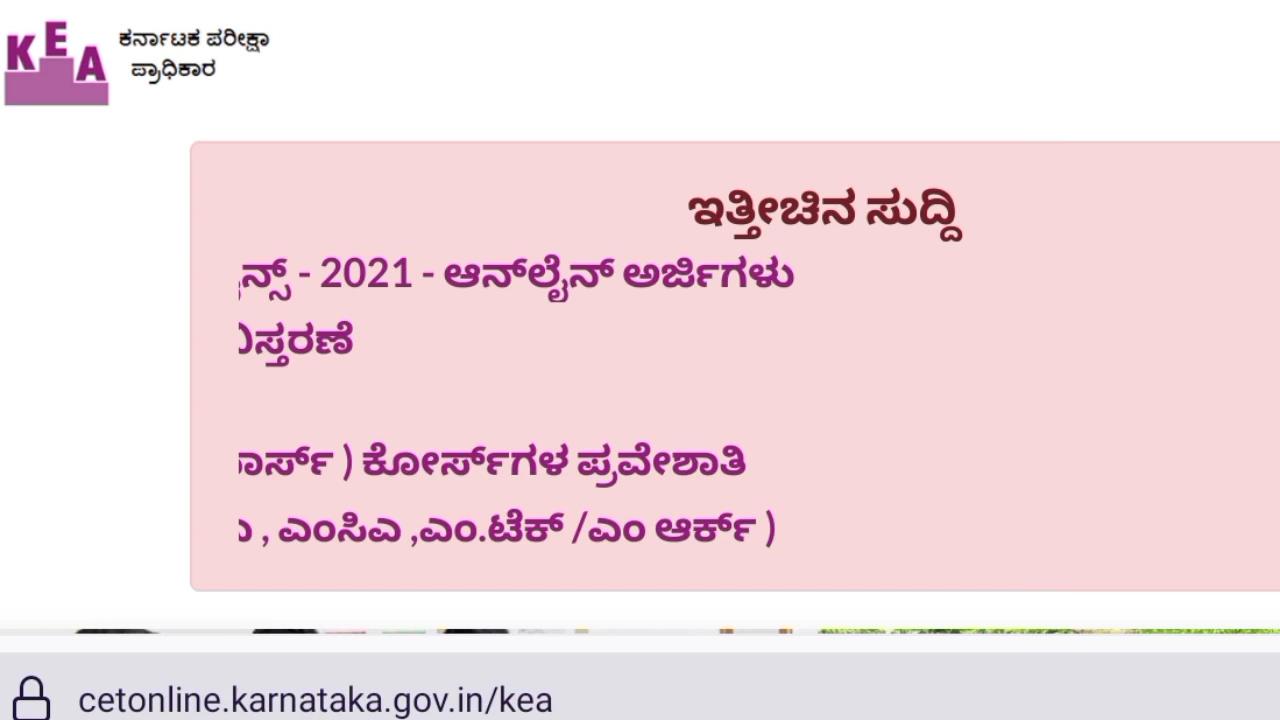 KEA
ಕರ್ನಾಟಕ ಪರೀಕ್ಷಾ
ಪ್ರಾಧಿಕಾರ
ಇತ್ತೀಚಿನ ಸುದ್ದಿ
- 2021 - ಆನ್‌ಲೈನ್ ಅರ್ಜಿಗಳು
ವಿಸ್ತರಣೆ
) ಕೋರ್ಸ್‌ಗಳ ಪ್ರವೇಶಾತಿ
, ಎಂಸಿಎ ,ಎಂ.ಟೆಕ್ /ಎಂ ಆರ್ಕ್ )
cetonline.karnataka.gov.in/kea